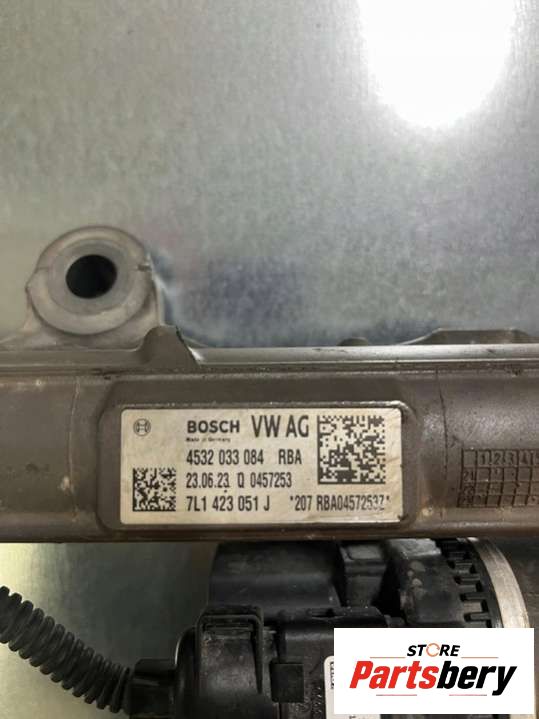 BOSCH VW AG
Made in Germany
4532 033 084 RBA
23.06.23 Q 0457253
7L1 423 051 J *207 RBA0457253Z*
STORE
Partsbery